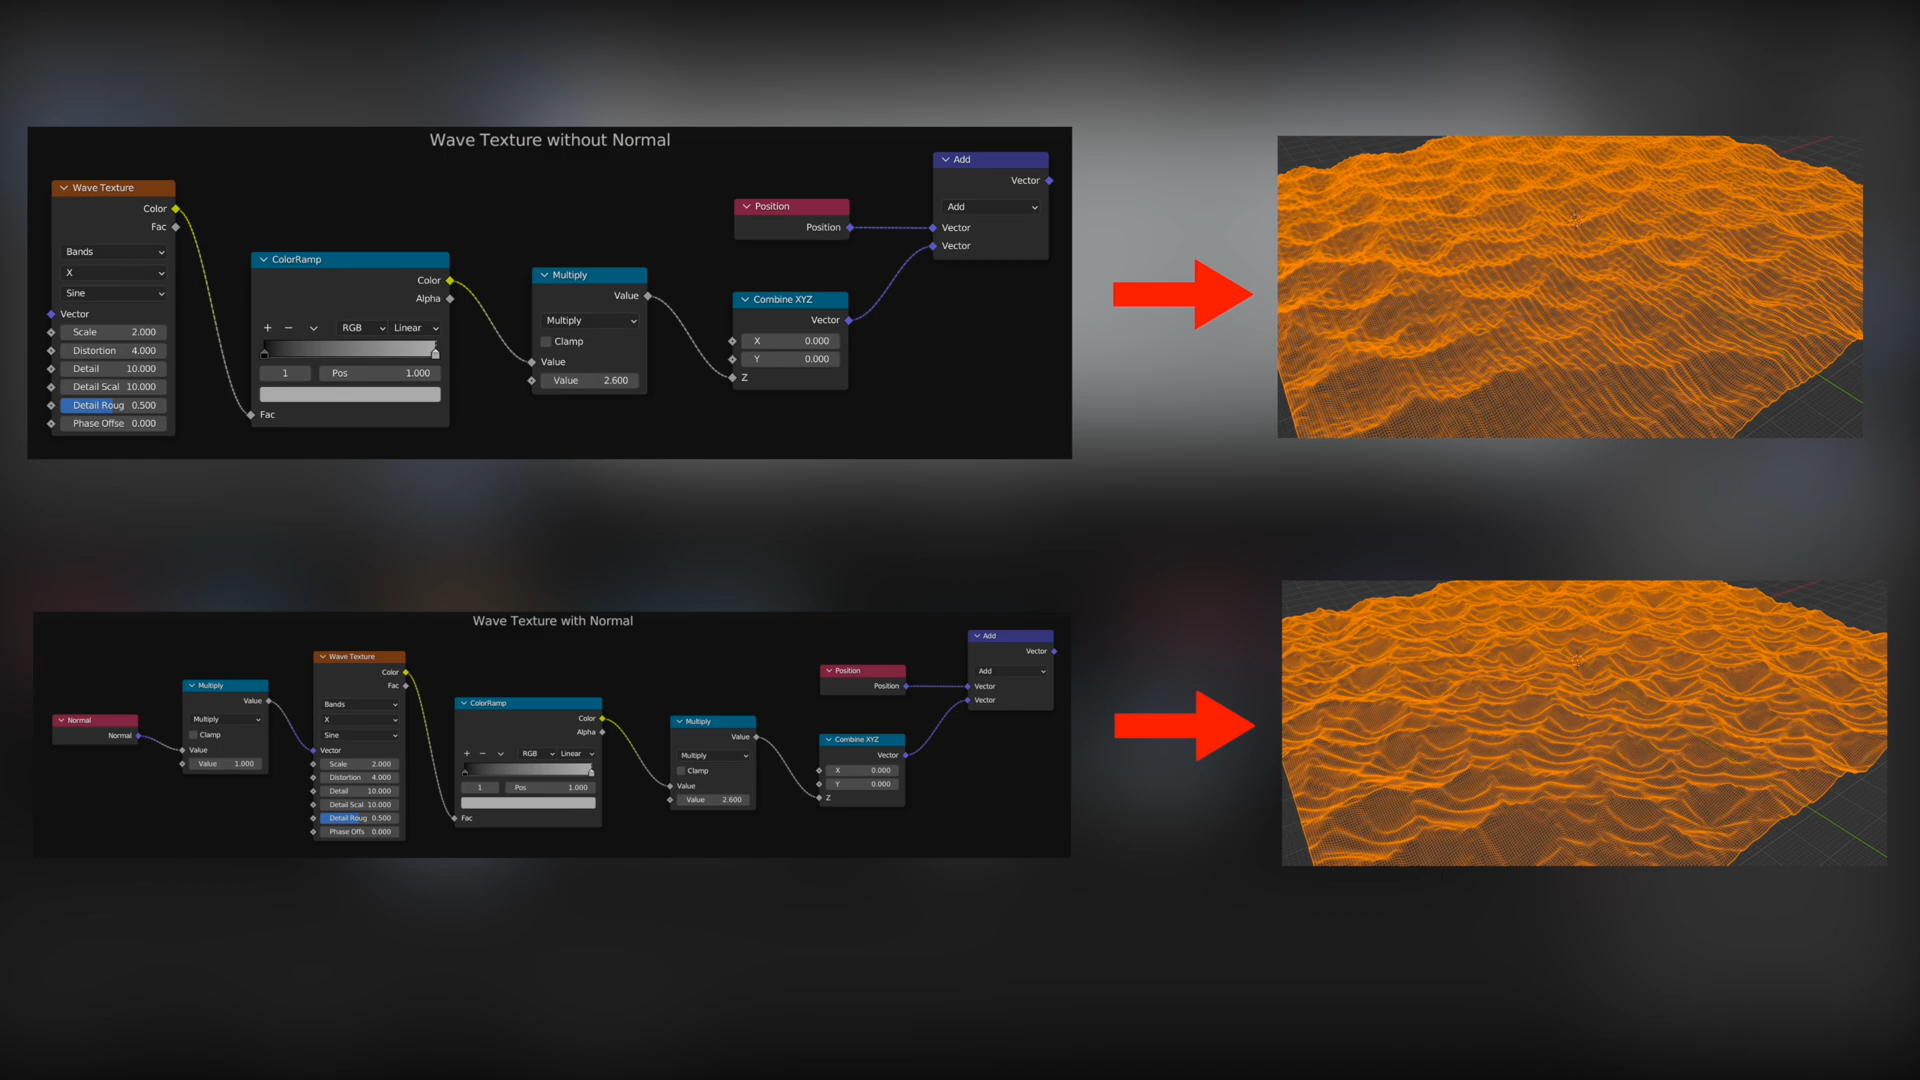 Wave Texture without Normal
Wave Texture
Color
Fac
Bands
X
Sine
Vector
Scale 2.000
Distortion 4.000
Detail 10.000
Detail Scal 10.000
Detail Roug 0.500
Phase Offse 0.000
ColorRamp
Color
Alpha
+ − RGB Linear
1 Pos 1.000
Fac
Multiply
Value
Multiply
Clamp
Value
Value 2.600
Position
Position
Combine XYZ
Vector
X 0.000
Y 0.000
Z
Add
Vector
Add
Vector
Vector
Wave Texture with Normal
Normal
Normal
Multiply
Value
Multiply
Clamp
Value
Value 1.000
Wave Texture
Color
Fac
Bands
X
Sine
Vector
Scale 2.000
Distortion 4.000
Detail 10.000
Detail Scal 10.000
Detail Roug 0.500
Phase Offs 0.000
ColorRamp
Color
Alpha
+ − RGB Linear
1 Pos 1.000
Fac
Multiply
Value
Multiply
Clamp
Value
Value 2.600
Position
Position
Combine XYZ
Vector
X 0.000
Y 0.000
Z
Add
Vector
Add
Vector
Vector